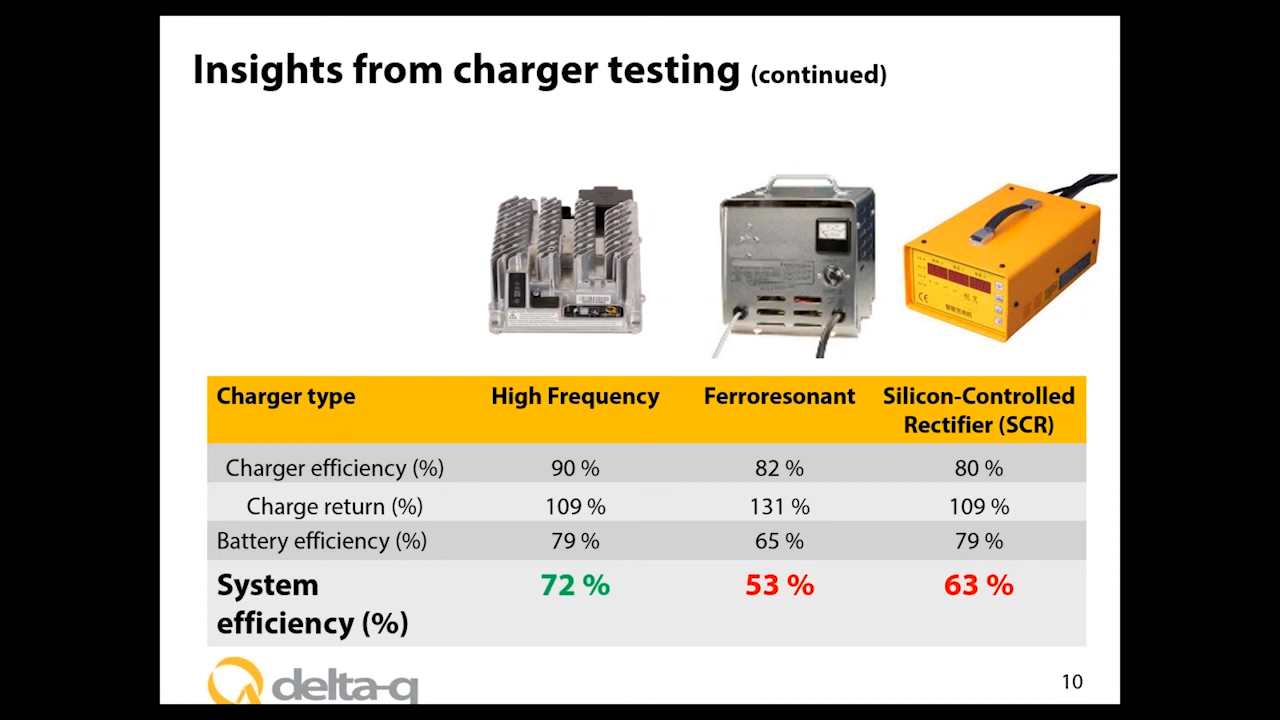 Insights from charger testing (continued)
Charger type High Frequency Ferroresonant Silicon-Controlled Rectifier (SCR)
Charger efficiency (%) 90 % 82 % 80 %
Charge return (%) 109 % 131 % 109 %
Battery efficiency (%) 79 % 65 % 79 %
System efficiency (%) 72 % 53 % 63 %
delta-q
10
CE